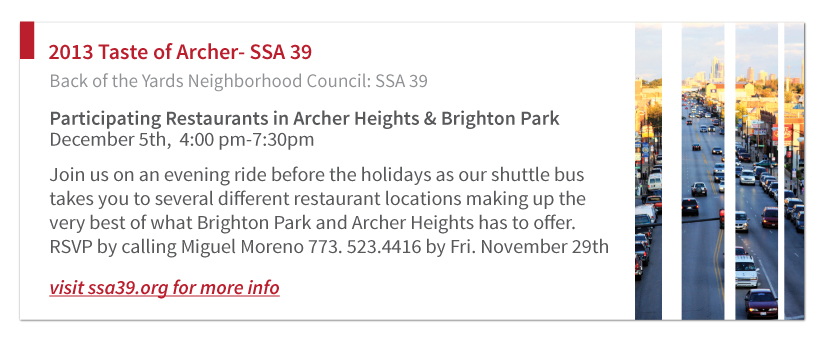 2013 Taste of Archer- SSA 39
Back of the Yards Neighborhood Council: SSA 39
Participating Restaurants in Archer Heights & Brighton Park
December 5th,  4:00 pm-7:30pm
Join us on an evening ride before the holidays as our shuttle bus
takes you to several different restaurant locations making up the
very best of what Brighton Park and Archer Heights has to offer.
RSVP by calling Miguel Moreno 773. 523.4416 by Fri. November 29th
visit ssa39.org for more info